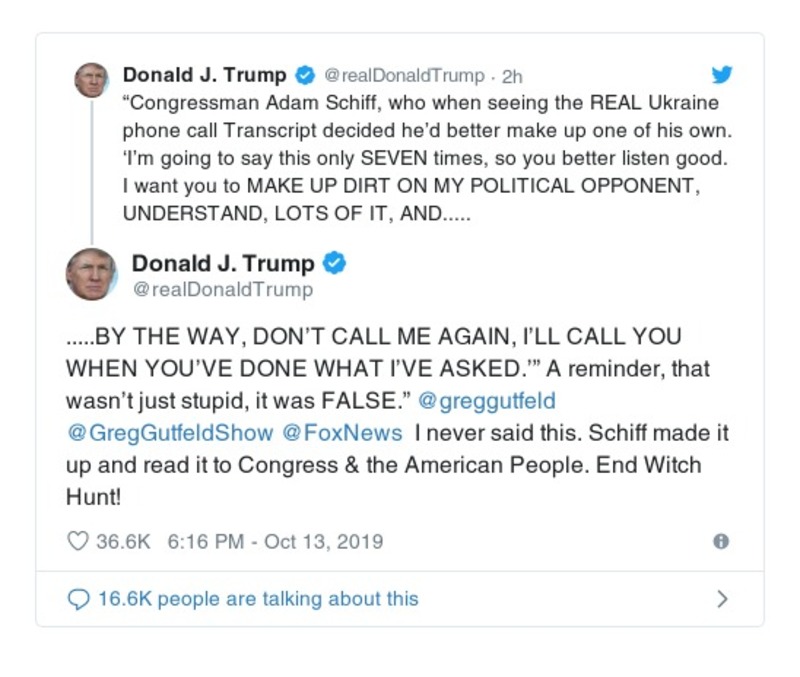 Donald J. Trump @realDonaldTrump · 2h
“Congressman Adam Schiff, who when seeing the REAL Ukraine
phone call Transcript decided he’d better make up one of his own.
‘I’m going to say this only SEVEN times, so you better listen good.
I want you to MAKE UP DIRT ON MY POLITICAL OPPONENT,
UNDERSTAND, LOTS OF IT, AND.....
Donald J. Trump
@realDonaldTrump
.....BY THE WAY, DON’T CALL ME AGAIN, I’LL CALL YOU
WHEN YOU’VE DONE WHAT I’VE ASKED.’” A reminder, that
wasn’t just stupid, it was FALSE.” @greggutfeld
@GregGutfeldShow @FoxNews I never said this. Schiff made it
up and read it to Congress & the American People. End Witch
Hunt!
36.6K 6:16 PM - Oct 13, 2019
16.6K people are talking about this